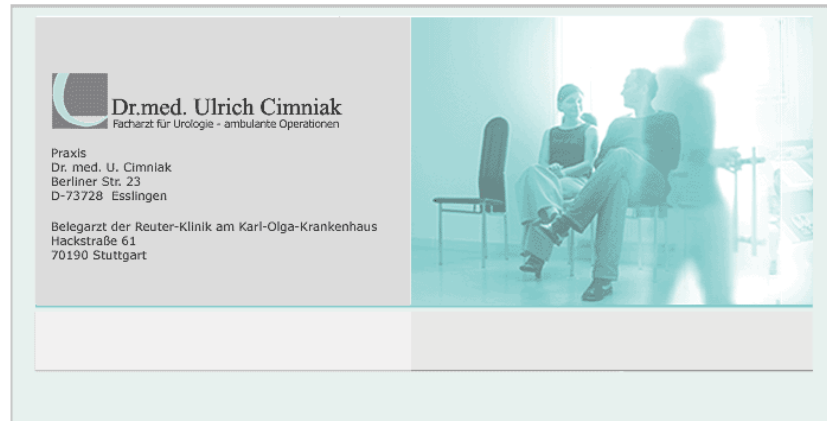 Dr.med. Ulrich Cimniak
Facharzt für Urologie - ambulante Operationen
Praxis
Dr. med. U. Cimniak
Berliner Str. 23
D-73728 Esslingen
Belegarzt der Reuter-Klinik am Karl-Olga-Krankenhaus
Hackstraße 61
70190 Stuttgart